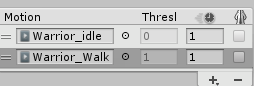 Motion Thresl
Warrior_idle 0 1
Warrior_Walk 1 1
+ -